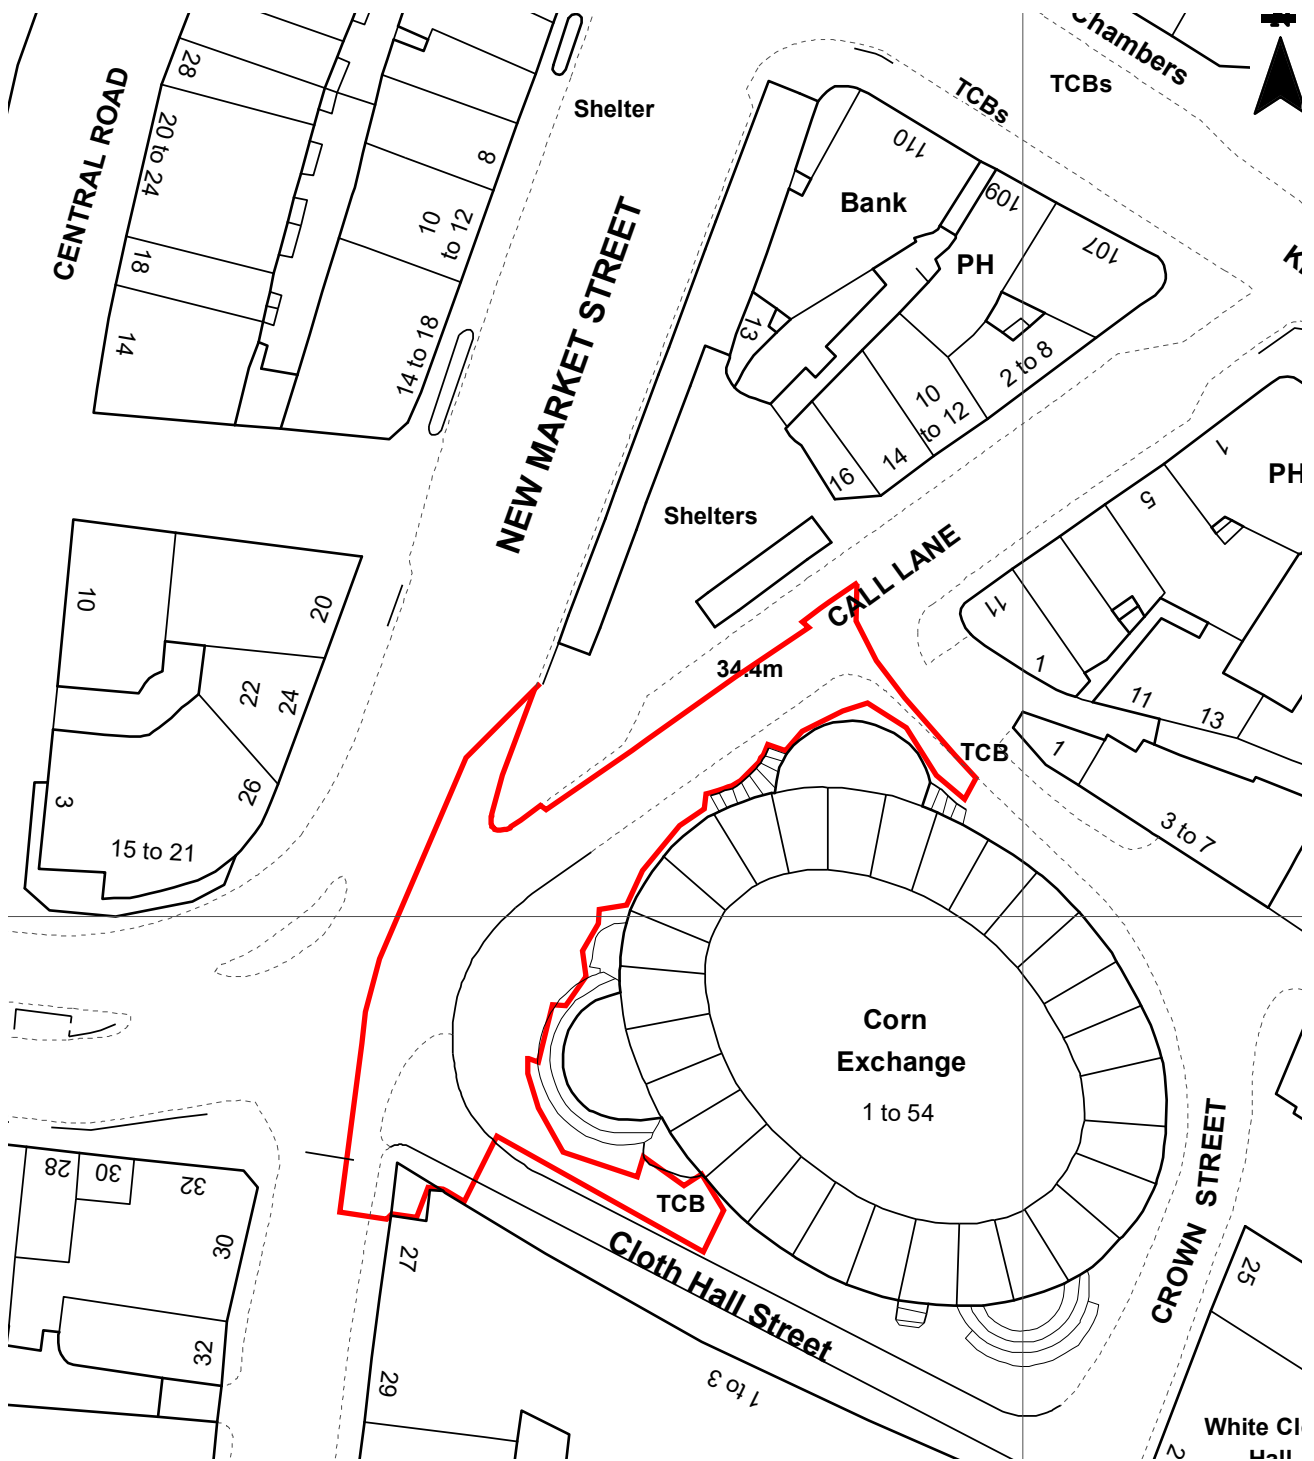 Chambers
N
TCBs
TCBs
28
Shelter
110
CENTRAL ROAD
20 to 24
8
Bank
109
10
to 12
PH
107
18
NEW MARKET STREET
14
14 to 18
13
2 to 8
10
to 12
1
14
16
PH
5
Shelters
CALL LANE
10
20
11
34.4m
1
22
24
11
13
TCB
1
26
3
15 to 21
3 to 7
Corn
Exchange
1 to 54
CROWN STREET
28
30
32
TCB
30
27
Cloth Hall Street
25
32
29
1 to 3
White Cl
Hall
2